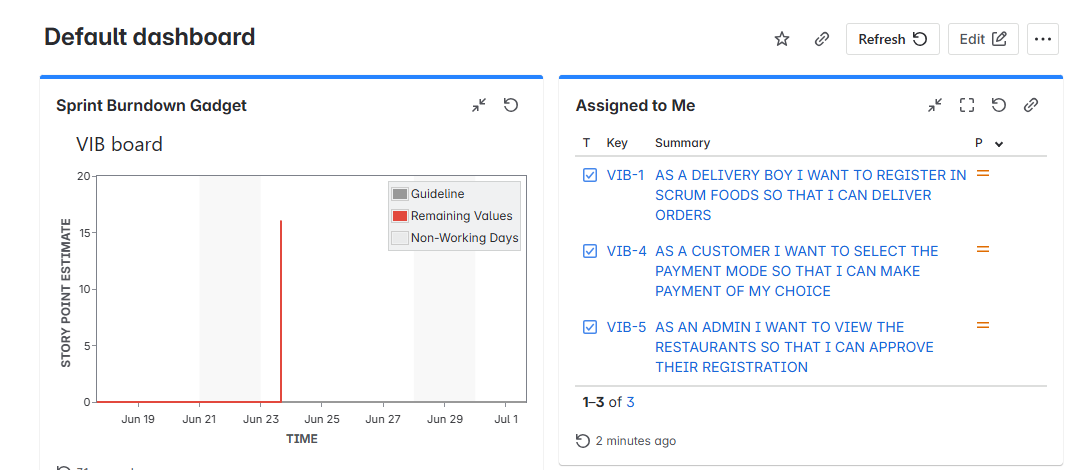 Default dashboard
Refresh
Edit
Sprint Burndown Gadget
VIB board
20
15
10
5
0
STORY POINT ESTIMATE
Guideline
Remaining Values
Non-Working Days
Jun 19 Jun 21 Jun 23 Jun 25 Jun 27 Jun 29 Jul 1
TIME
Assigned to Me
T Key Summary P
VIB-1 AS A DELIVERY BOY I WANT TO REGISTER IN
SCRUM FOODS SO THAT I CAN DELIVER
ORDERS
VIB-4 AS A CUSTOMER I WANT TO SELECT THE
PAYMENT MODE SO THAT I CAN MAKE
PAYMENT OF MY CHOICE
VIB-5 AS AN ADMIN I WANT TO VIEW THE
RESTAURANTS SO THAT I CAN APPROVE
THEIR REGISTRATION
1–3 of 3
2 minutes ago